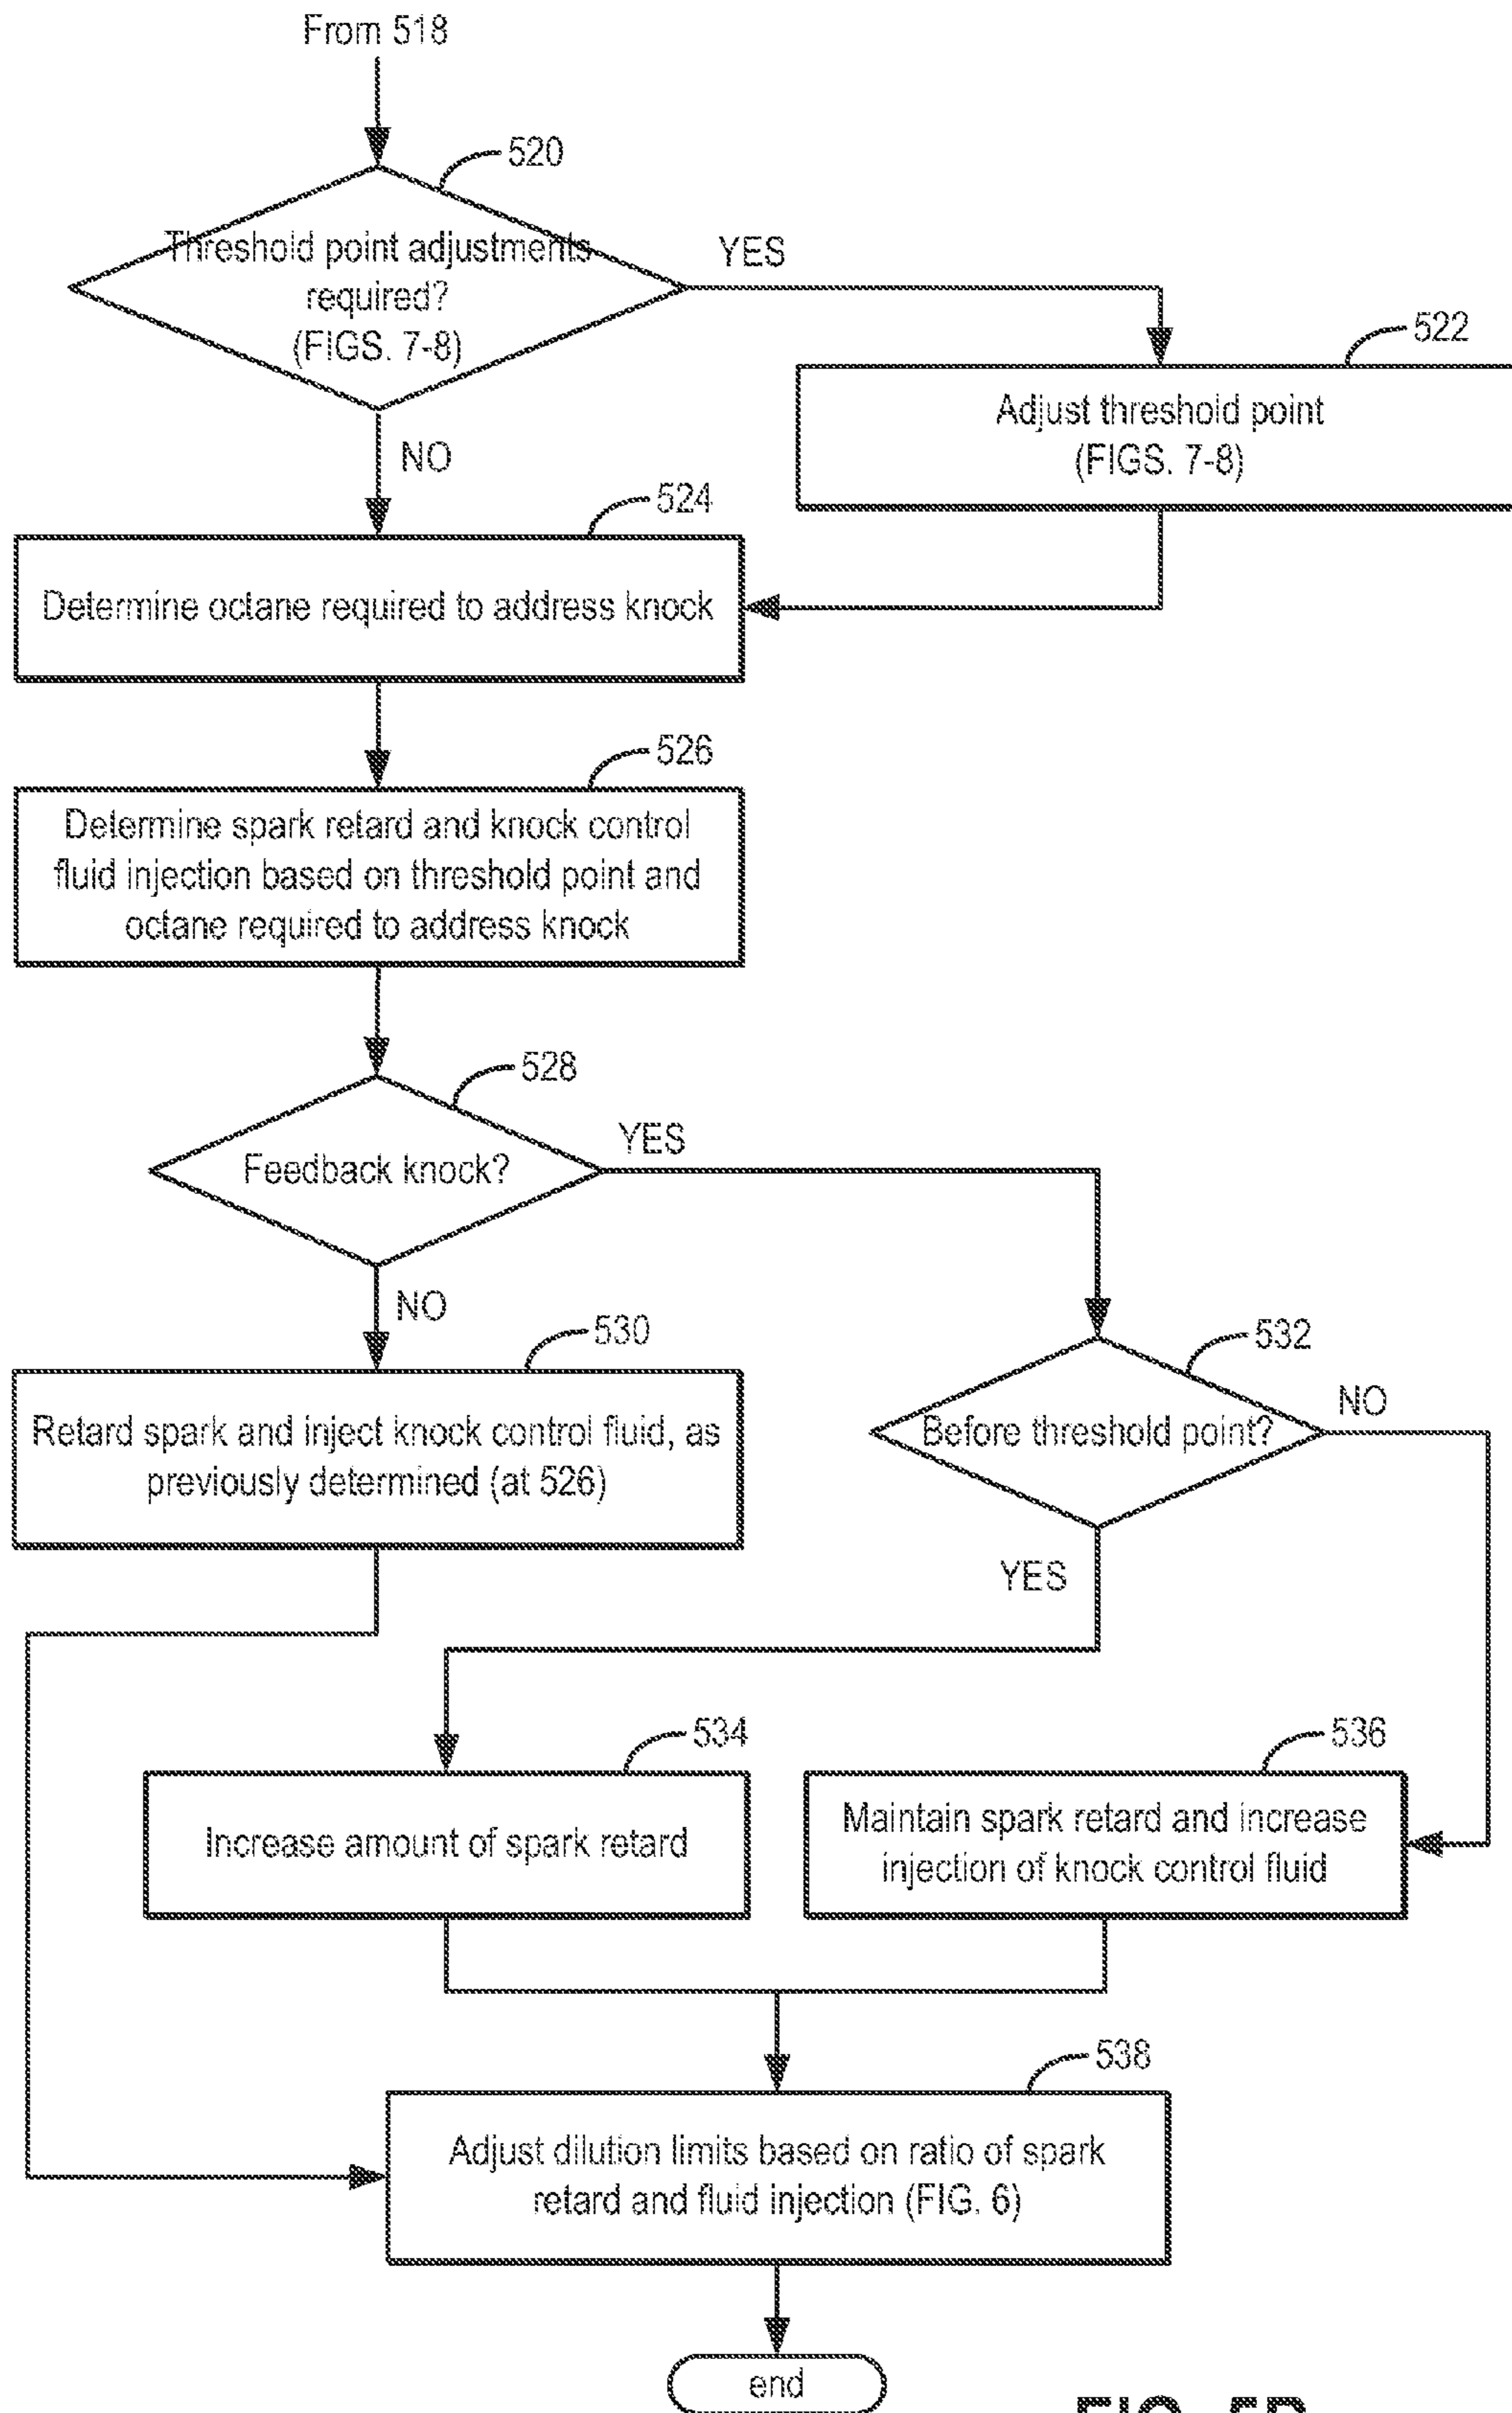 From 518
520
Threshold point adjustments
required?
(FIGS. 7-8)
YES
522
Adjust threshold point
(FIGS. 7-8)
NO
524
Determine octane required to address knock
526
Determine spark retard and knock control
fluid injection based on threshold point and
octane required to address knock
528
Feedback knock?
YES
NO
530
Retard spark and inject knock control fluid, as
previously determined (at 526)
532
Before threshold point?
NO
YES
534
Increase amount of spark retard
536
Maintain spark retard and increase
injection of knock control fluid
538
Adjust dilution limits based on ratio of spark
retard and fluid injection (FIG. 6)
end